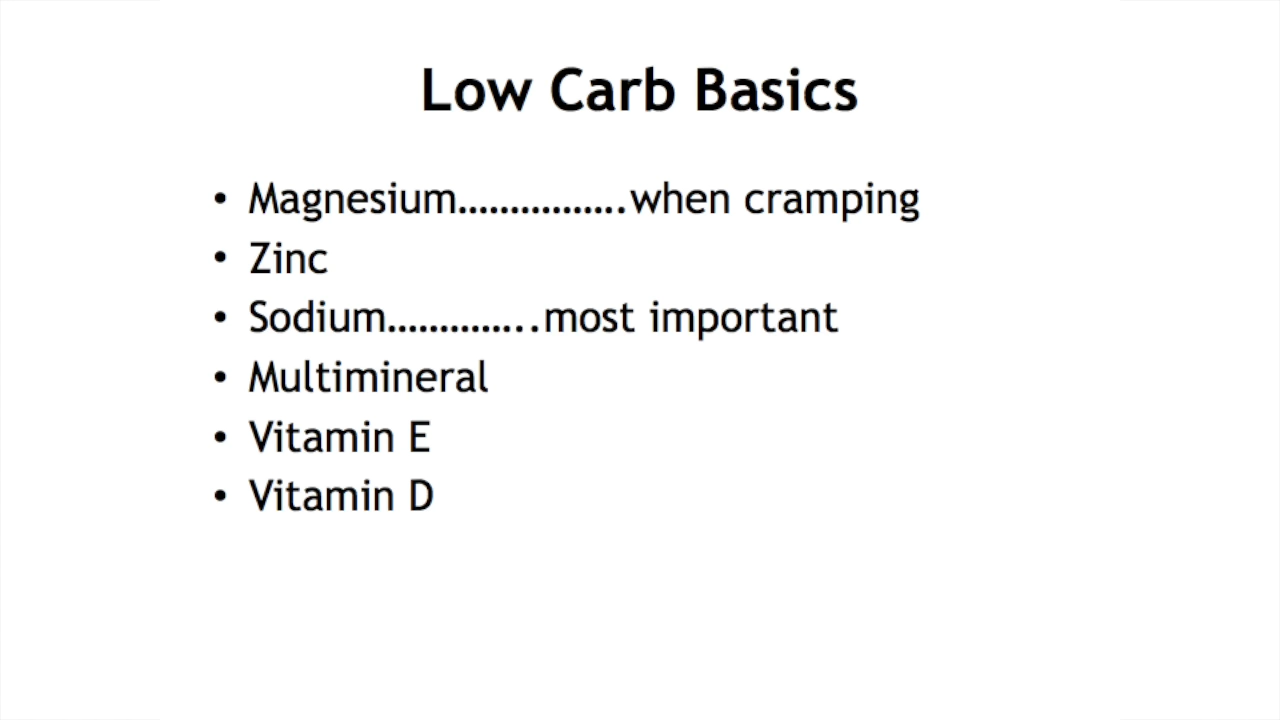 Low Carb Basics
• Magnesium…………….when cramping
• Zinc
• Sodium…………..most important
• Multimineral
• Vitamin E
• Vitamin D